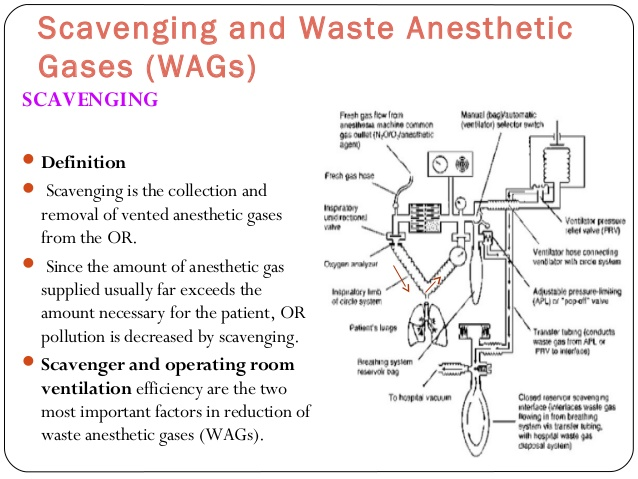 Scavenging and Waste Anesthetic
Gases (WAGs)
SCAVENGING
Definition
Scavenging is the collection and
removal of vented anesthetic gases
from the OR.
Since the amount of anesthetic gas
supplied usually far exceeds the
amount necessary for the patient, OR
pollution is decreased by scavenging.
Scavenger and operating room
ventilation efficiency are the two
most important factors in reduction of
waste anesthetic gases (WAGs).
Fresh gas flow from
anesthesia machine common
gas outlet (N₂O/O₂/anesthetic
agent)
Manual (bag)/automatic
(ventilator) selector switch
Fresh gas hose
Inspiratory
unidirectional
valve
Oxygen analyzer
Inspiratory limb
of circle system
Patient's lungs
Breathing system
reservoir bag
To hospital vacuum
Ventilator pressure
relief valve (PRV)
Ventilator hose connecting
ventilator with circle system
Adjustable pressure-limiting
(APL) or "pop-off" valve
Transfer tubing (conducts
waste gas from APL or
PRV to interface)
Closed reservoir scavenging
interface (interfaces waste gas
flowing in from breathing
system via transfer tubing,
with hospital waste gas
disposal system)